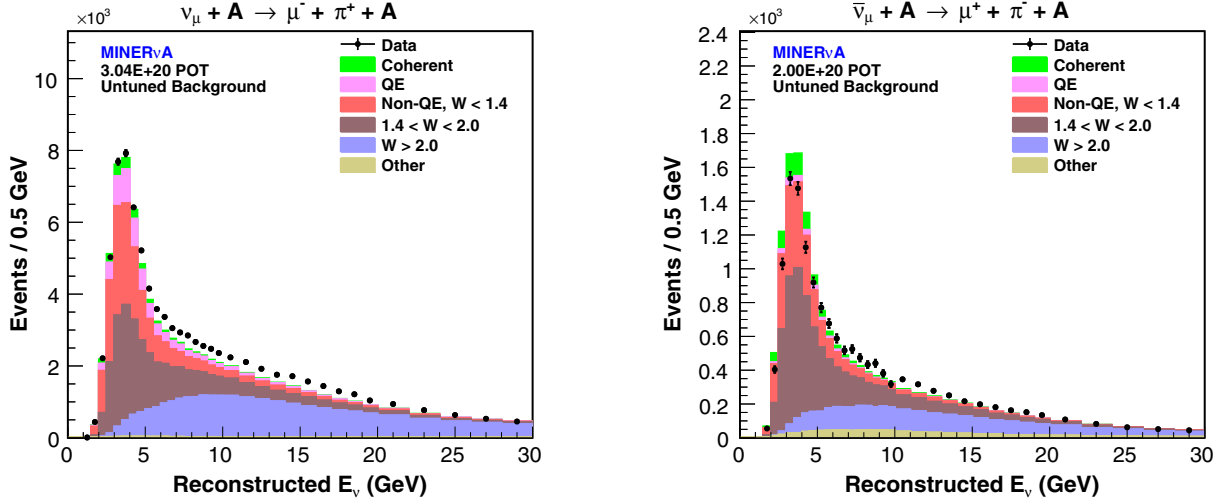 ν_μ + A → μ⁻ + π⁺ + A
×10³
MINERνA
3.04E+20 POT
Untuned Background
Data
Coherent
QE
Non-QE, W < 1.4
1.4 < W < 2.0
W > 2.0
Other
Events / 0.5 GeV
10
8
6
4
2
0
0 5 10 15 20 25 30
Reconstructed E_ν (GeV)
ν̅_μ + A → μ⁺ + π⁻ + A
×10³
MINERνA
2.00E+20 POT
Untuned Background
Data
Coherent
QE
Non-QE, W < 1.4
1.4 < W < 2.0
W > 2.0
Other
Events / 0.5 GeV
2.4
2.2
2
1.8
1.6
1.4
1.2
1
0.8
0.6
0.4
0.2
0
0 5 10 15 20 25 30
Reconstructed E_ν (GeV)